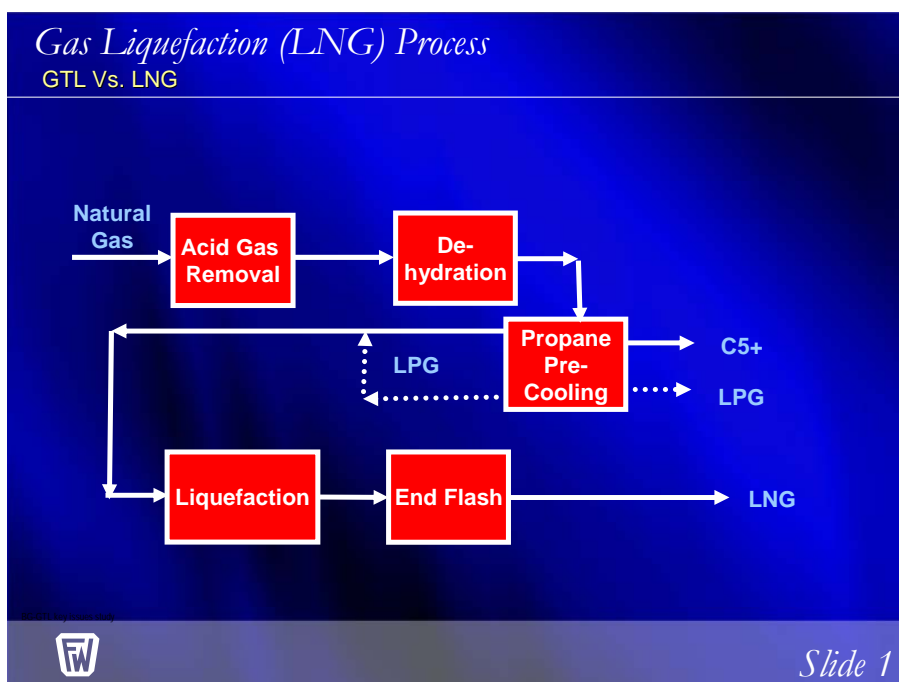 Gas Liquefaction (LNG) Process
GTL Vs. LNG
Natural
Gas
Acid Gas
Removal
De-
hydration
Propane
Pre-
Cooling
C5+
LPG
LPG
Liquefaction
End Flash
LNG
FW
Slide 1